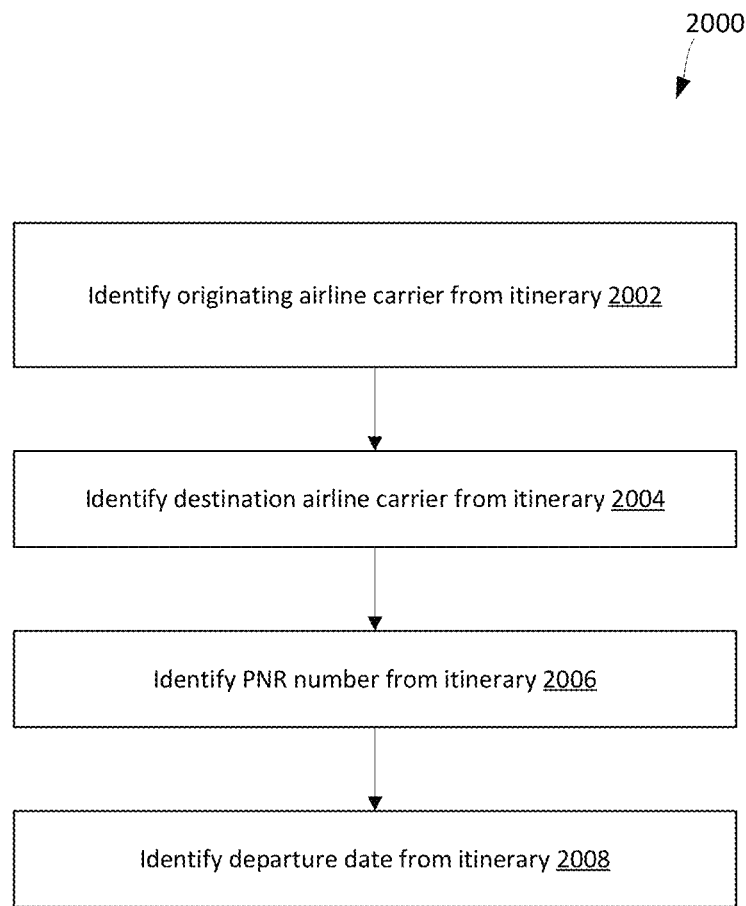 2000
Identify originating airline carrier from itinerary 2002
Identify destination airline carrier from itinerary 2004
Identify PNR number from itinerary 2006
Identify departure date from itinerary 2008